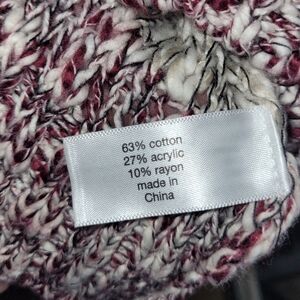 63% cotton
27% acrylic
10% rayon
made in
China